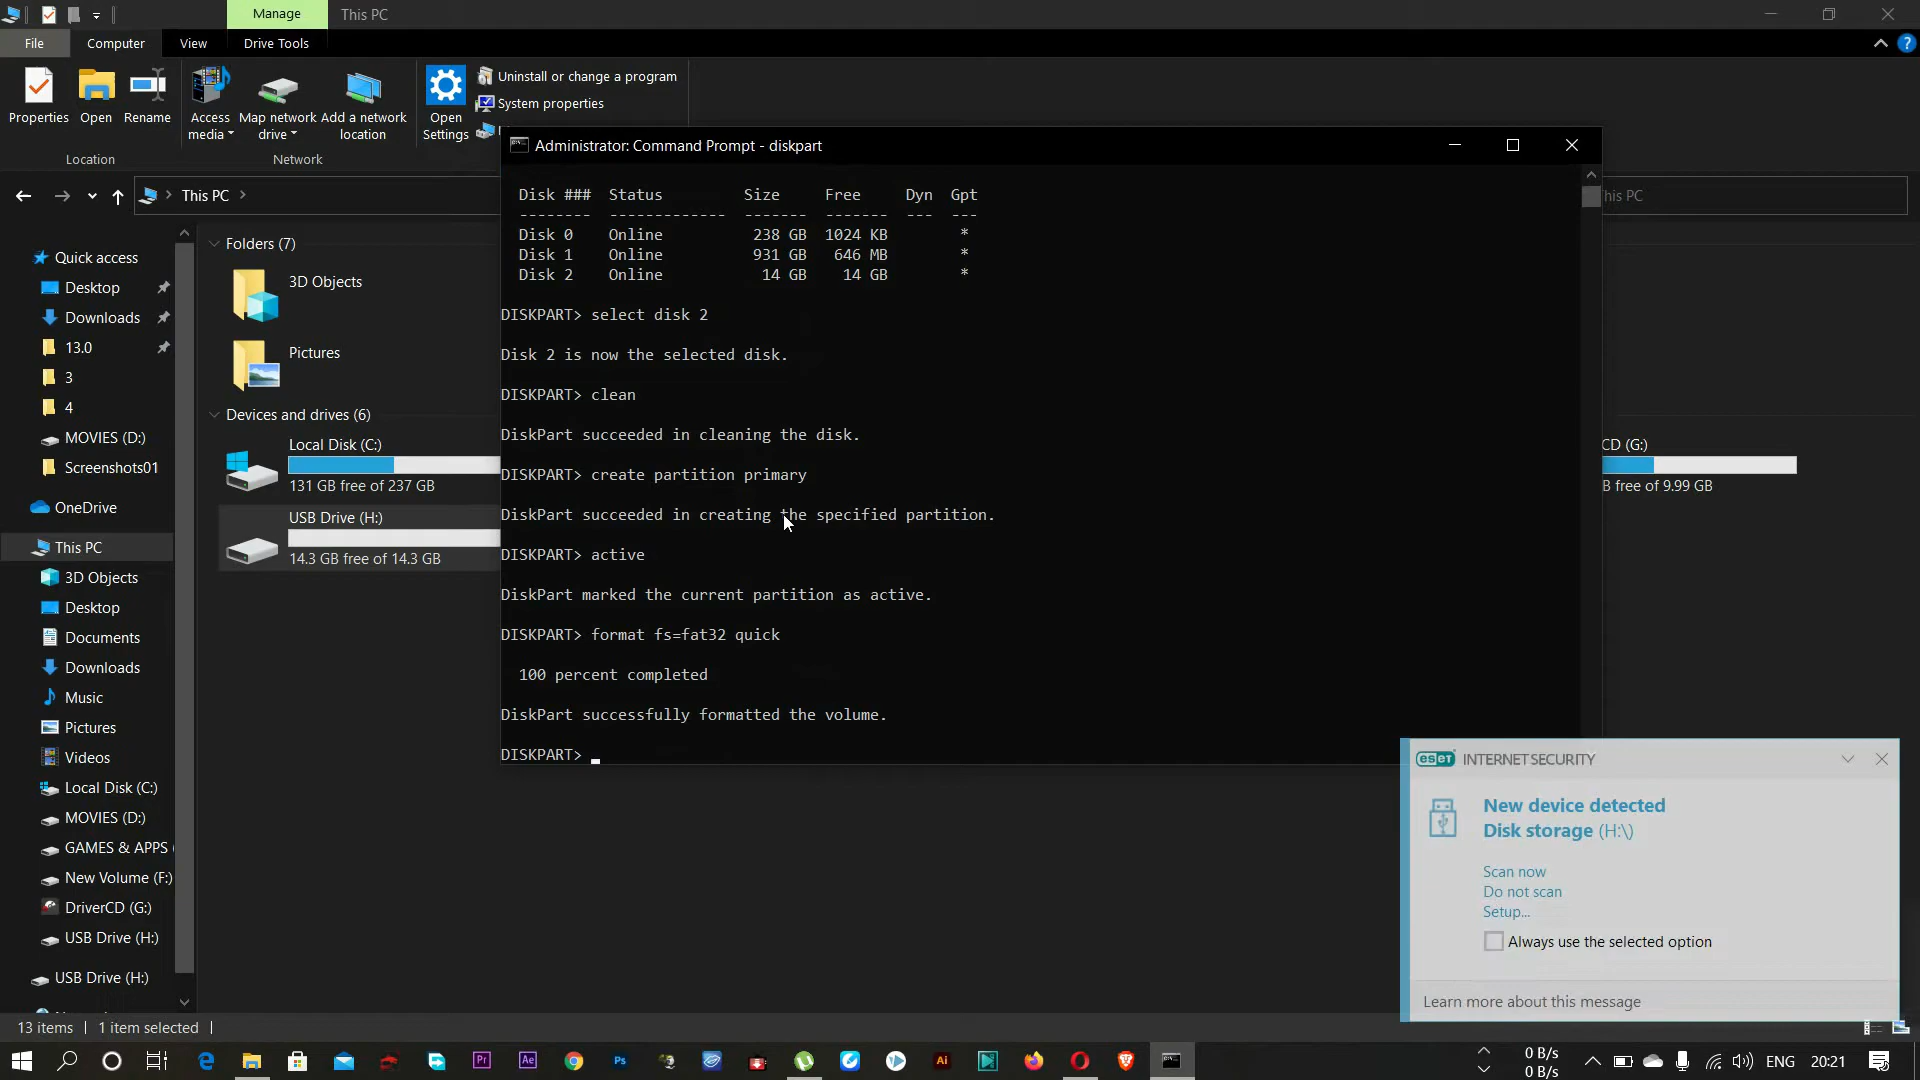 Manage
This PC
File
Computer
View
Drive Tools
Properties
Open
Rename
Access media
Map network drive
Add a network location
Open Settings
Uninstall or change a program
System properties
Location
Network
This PC
his PC
Quick access
Desktop
Downloads
13.0
3
4
MOVIES (D:)
Screenshots01
OneDrive
This PC
3D Objects
Desktop
Documents
Downloads
Music
Pictures
Videos
Local Disk (C:)
MOVIES (D:)
GAMES & APPS (
New Volume (F:)
DriverCD (G:)
USB Drive (H:)
USB Drive (H:)
Folders (7)
3D Objects
Pictures
Devices and drives (6)
Local Disk (C:)
131 GB free of 237 GB
USB Drive (H:)
14.3 GB free of 14.3 GB
CD (G:)
B free of 9.99 GB
Administrator: Command Prompt - diskpart
Disk ###  Status         Size     Free     Dyn  Gpt
--------  -------------  -------  -------  ---  ---
Disk 0    Online          238 GB  1024 KB        *
Disk 1    Online          931 GB   646 MB        *
Disk 2    Online           14 GB    14 GB        *
DISKPART> select disk 2
Disk 2 is now the selected disk.
DISKPART> clean
DiskPart succeeded in cleaning the disk.
DISKPART> create partition primary
DiskPart succeeded in creating the specified partition.
DISKPART> active
DiskPart marked the current partition as active.
DISKPART> format fs=fat32 quick
100 percent completed
DiskPart successfully formatted the volume.
DISKPART>
eset INTERNET SECURITY
New device detected
Disk storage (H:\)
Scan now
Do not scan
Setup...
Always use the selected option
Learn more about this message
13 items
1 item selected
Pr
Ae
Ps
Ai
0 B/s
0 B/s
ENG
20:21